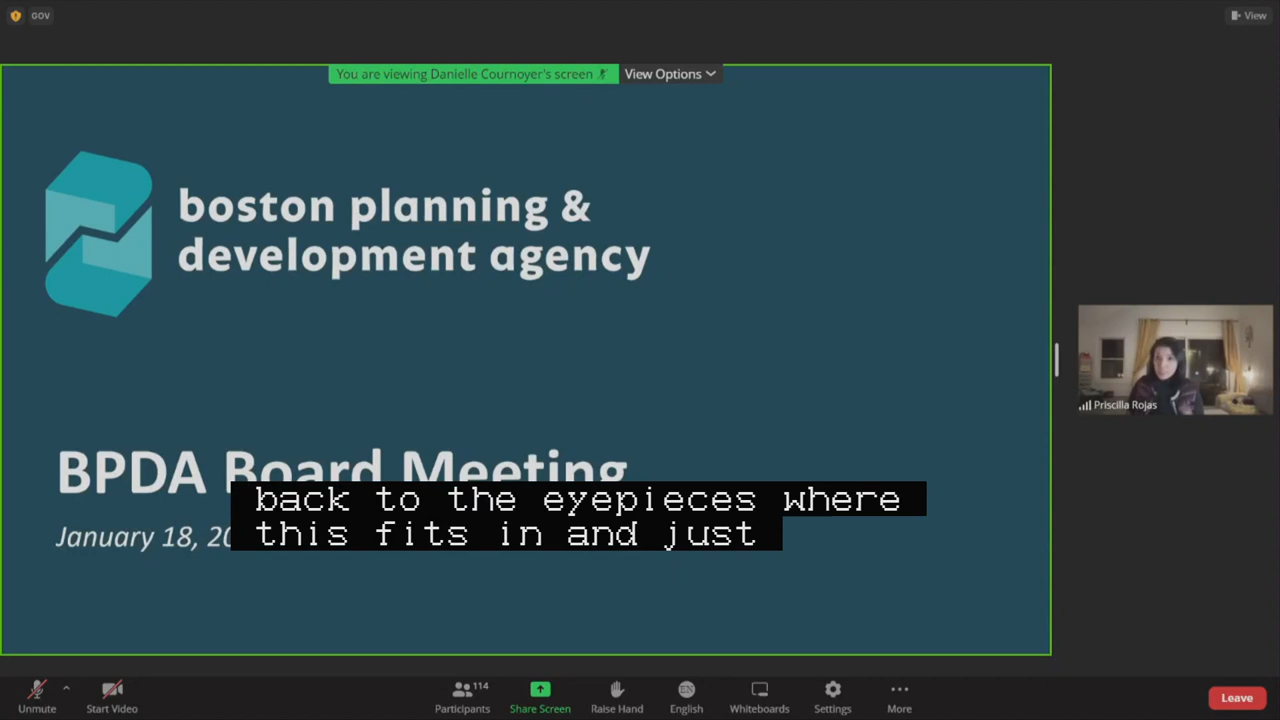 GOV
View
You are viewing Danielle Cournoyer's screen
View Options
boston planning &
development agency
Priscilla Rojas
BPDA Board Meeting
January 18, 20
back to the eyepieces where
this fits in and just
Unmute
Start Video
Participants
114
Share Screen
Raise Hand
EN
English
Whiteboards
Settings
More
Leave